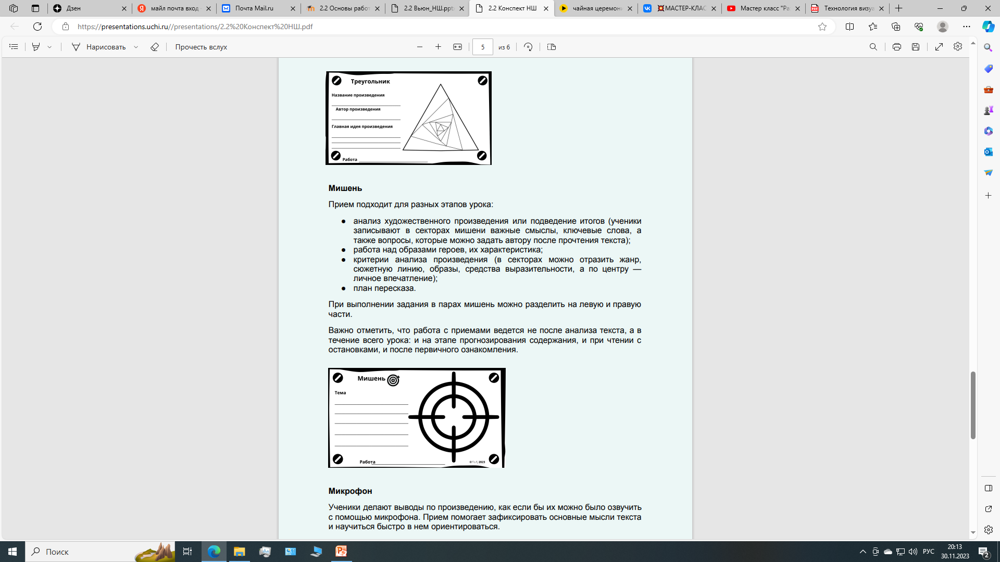 Дзен
майл почта вход
Почта Mail.ru
2.2 Основы работ
2.2 Вьюн_НШ.ppt
2.2 Конспект НШ
чайная церемон
МАСТЕР-КЛАС
Мастер класс "Ра
Технология визуа
https://presentations.uchi.ru//presentations/2.2%20Конспект%20НШ.pdf
Нарисовать
Прочесть вслух
5
из 6
Треугольник
Название произведения
Автор произведения
Главная идея произведения
Работа
Мишень
Прием подходит для разных этапов урока:
● анализ художественного произведения или подведение итогов (ученики
записывают в секторах мишени важные смыслы, ключевые слова, а
также вопросы, которые можно задать автору после прочтения текста);
● работа над образами героев, их характеристика;
● критерии анализа произведения (в секторах можно отразить жанр,
сюжетную линию, образы, средства выразительности, а по центру —
личное впечатление);
● план пересказа.
При выполнении задания в парах мишень можно разделить на левую и правую
части.
Важно отметить, что работа с приемами ведется не после анализа текста, а в
течение всего урока: и на этапе прогнозирования содержания, и при чтении с
остановками, и после первичного ознакомления.
Мишень
Тема
Работа
2023
Микрофон
Ученики делают выводы по произведению, как если бы их можно было озвучить
с помощью микрофона. Прием помогает зафиксировать основные мысли текста
и научиться быстро в нем ориентироваться.
Поиск
РУС
20:13
30.11.2023
2